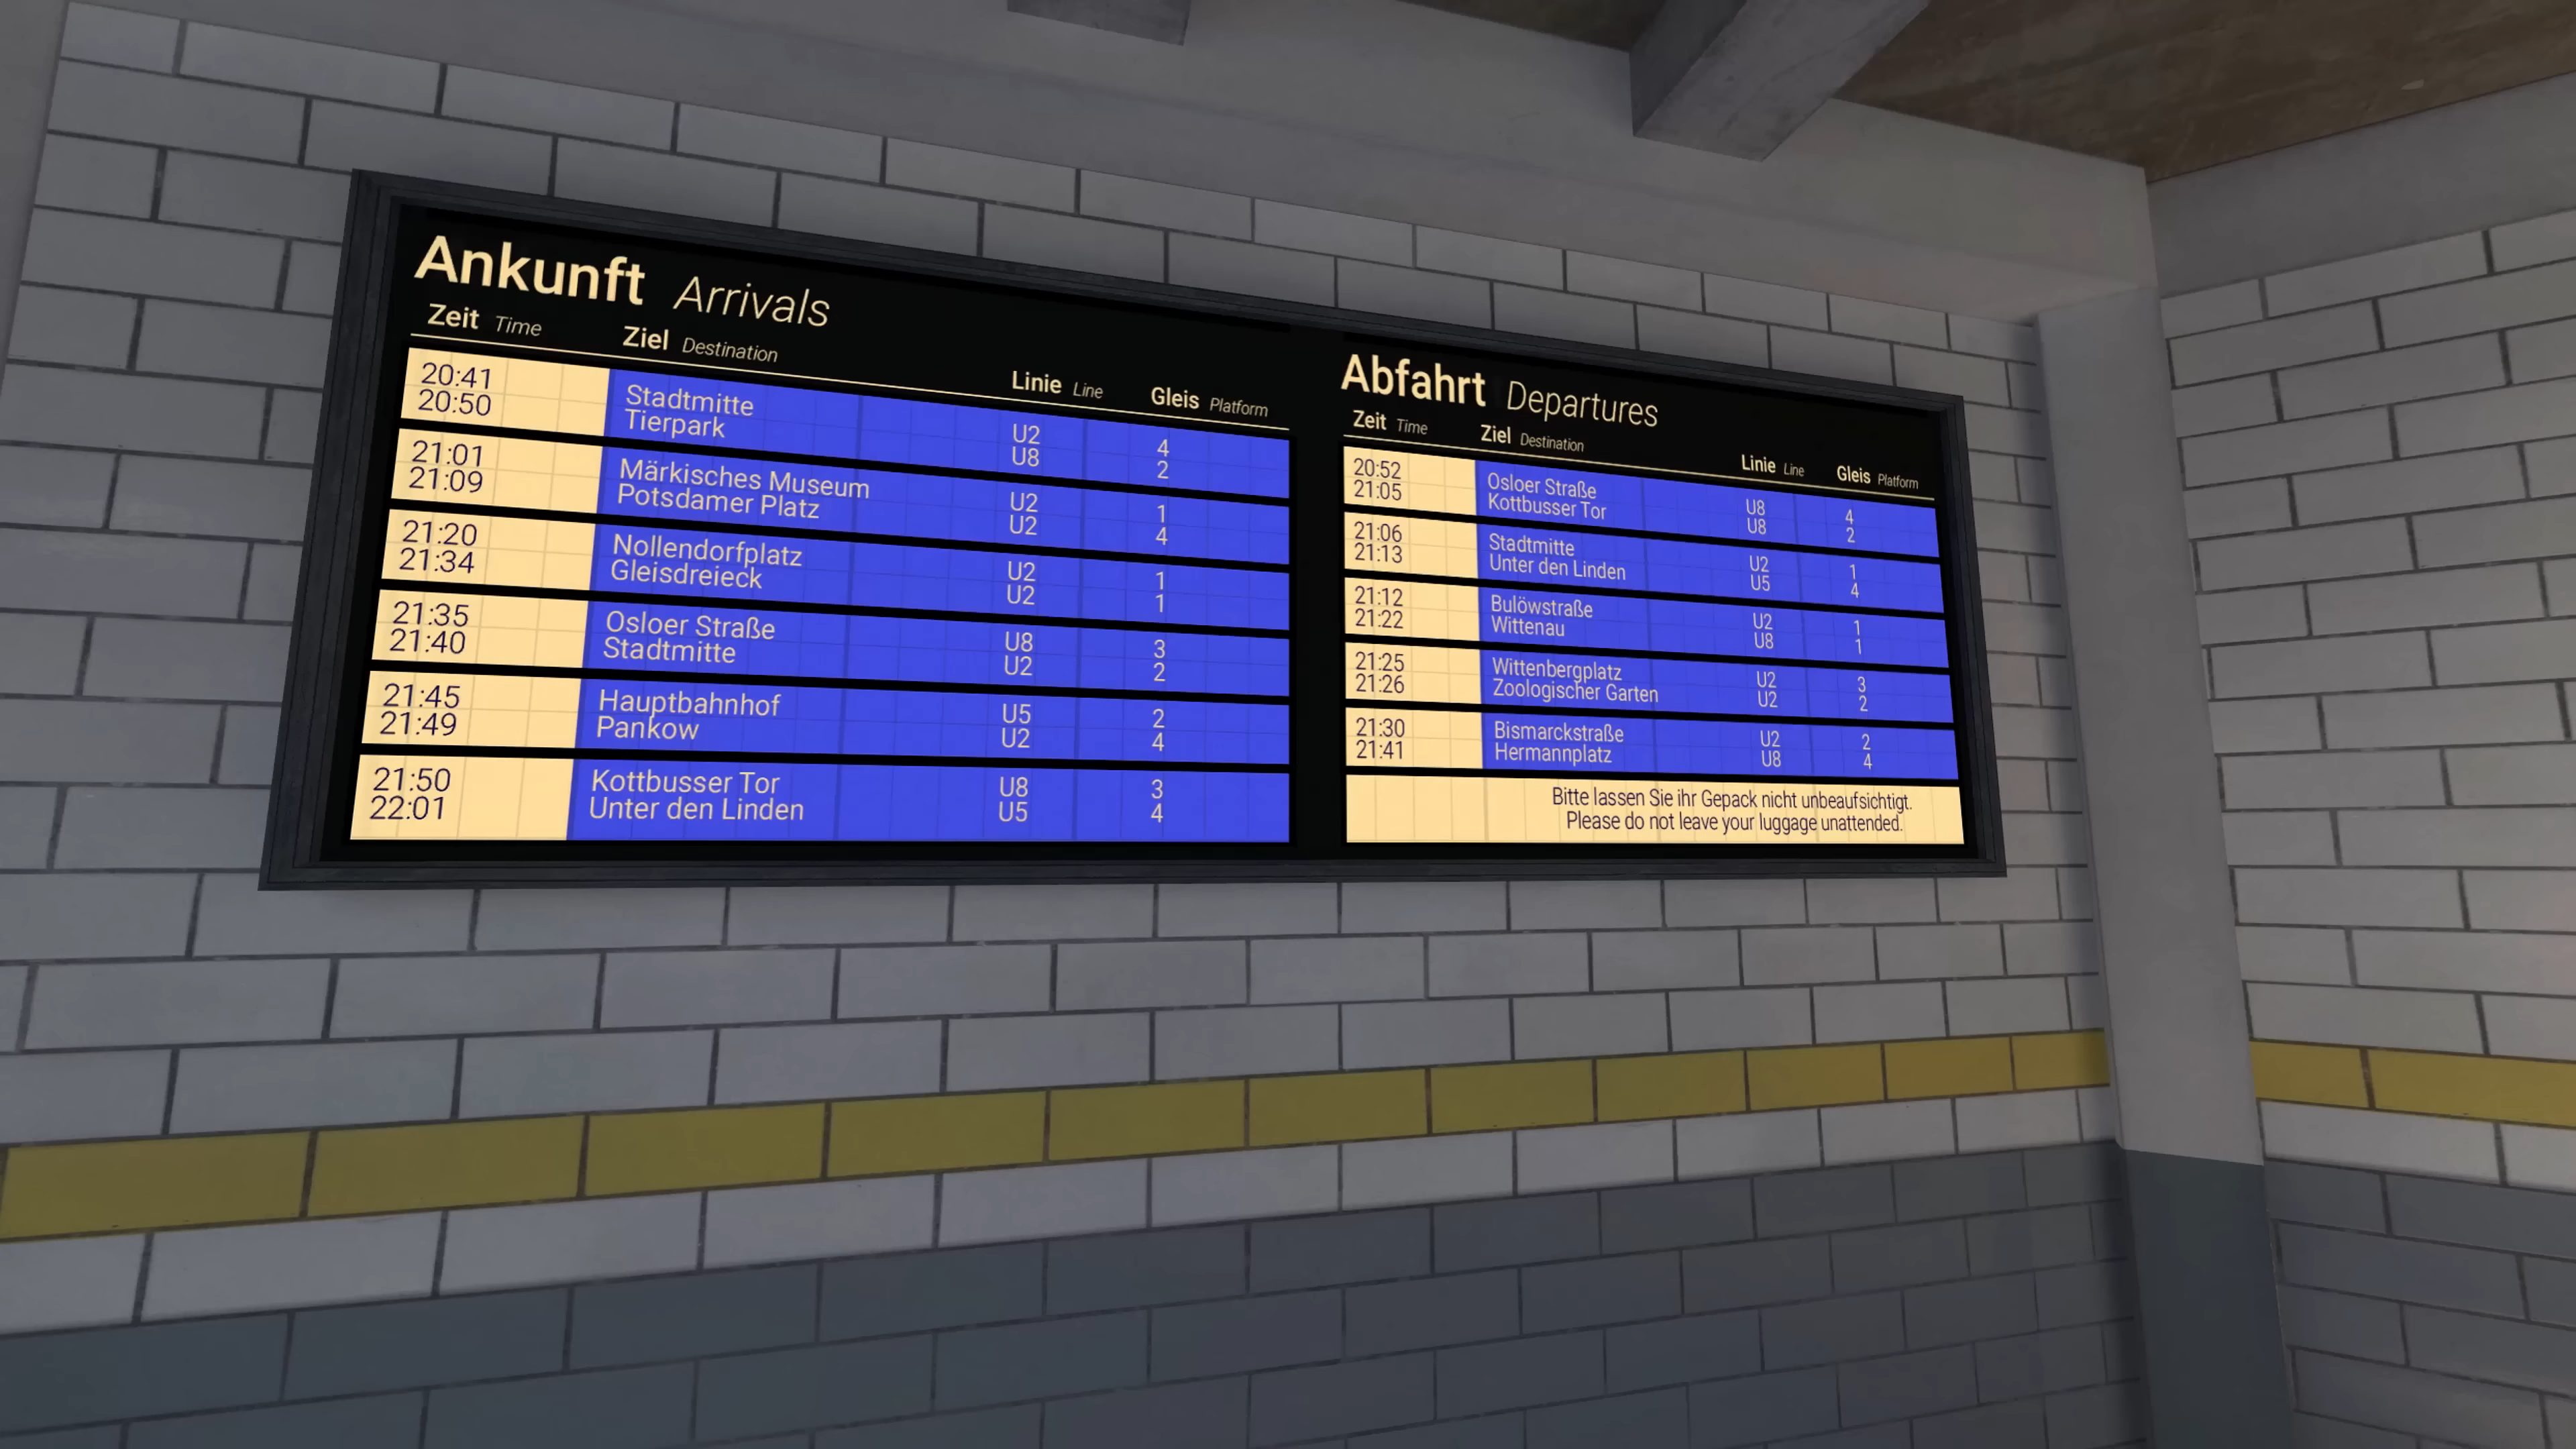 Ankunft Arrivals
Zeit Time Ziel Destination Linie Line Gleis Platform
20:41 Stadtmitte U2 4
20:50 Tierpark U8 2
21:01 Märkisches Museum U2 1
21:09 Potsdamer Platz U2 4
21:20 Nollendorfplatz U2 1
21:34 Gleisdreieck U2 1
21:35 Osloer Straße U8 3
21:40 Stadtmitte U2 2
21:45 Hauptbahnhof U5 2
21:49 Pankow U2 4
21:50 Kottbusser Tor U8 3
22:01 Unter den Linden U5 4
Abfahrt Departures
Zeit Time Ziel Destination Linie Line Gleis Platform
20:52 Osloer Straße U8 4
21:05 Kottbusser Tor U8 2
21:06 Stadtmitte U2 1
21:13 Unter den Linden U5 4
21:12 Bulöwstraße U2 1
21:22 Wittenau U8 1
21:25 Wittenbergplatz U2 3
21:26 Zoologischer Garten U2 2
21:30 Bismarckstraße U2 2
21:41 Hermannplatz U8 4
Bitte lassen Sie ihr Gepack nicht unbeaufsichtigt.
Please do not leave your luggage unattended.